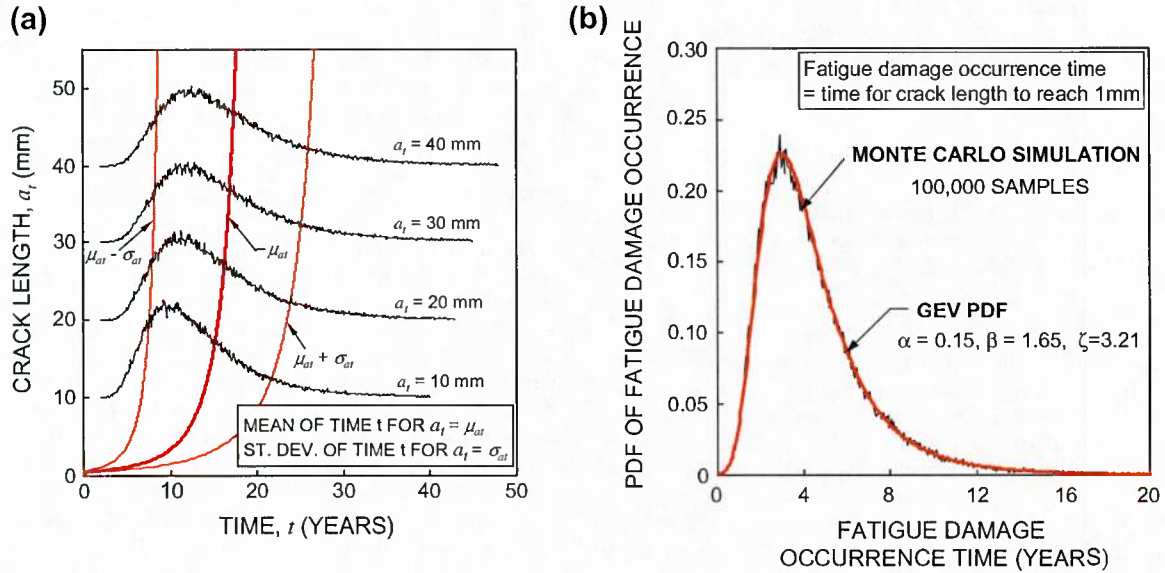 (a)
CRACK LENGTH, a_t (mm)
50
40
30
20
10
0
a_t = 40 mm
a_t = 30 mm
μ_at - σ_at
μ_at
a_t = 20 mm
μ_at + σ_at
a_t = 10 mm
MEAN OF TIME t FOR a_t = μ_at
ST. DEV. OF TIME t FOR a_t = σ_at
0 10 20 30 40 50
TIME, t (YEARS)
(b)
PDF OF FATIGUE DAMAGE OCCURRENCE
0.30
0.25
0.20
0.15
0.10
0.05
0
Fatigue damage occurrence time
= time for crack length to reach 1mm
MONTE CARLO SIMULATION
100,000 SAMPLES
GEV PDF
α = 0.15, β = 1.65, ζ=3.21
0 4 8 12 16 20
FATIGUE DAMAGE
OCCURRENCE TIME (YEARS)